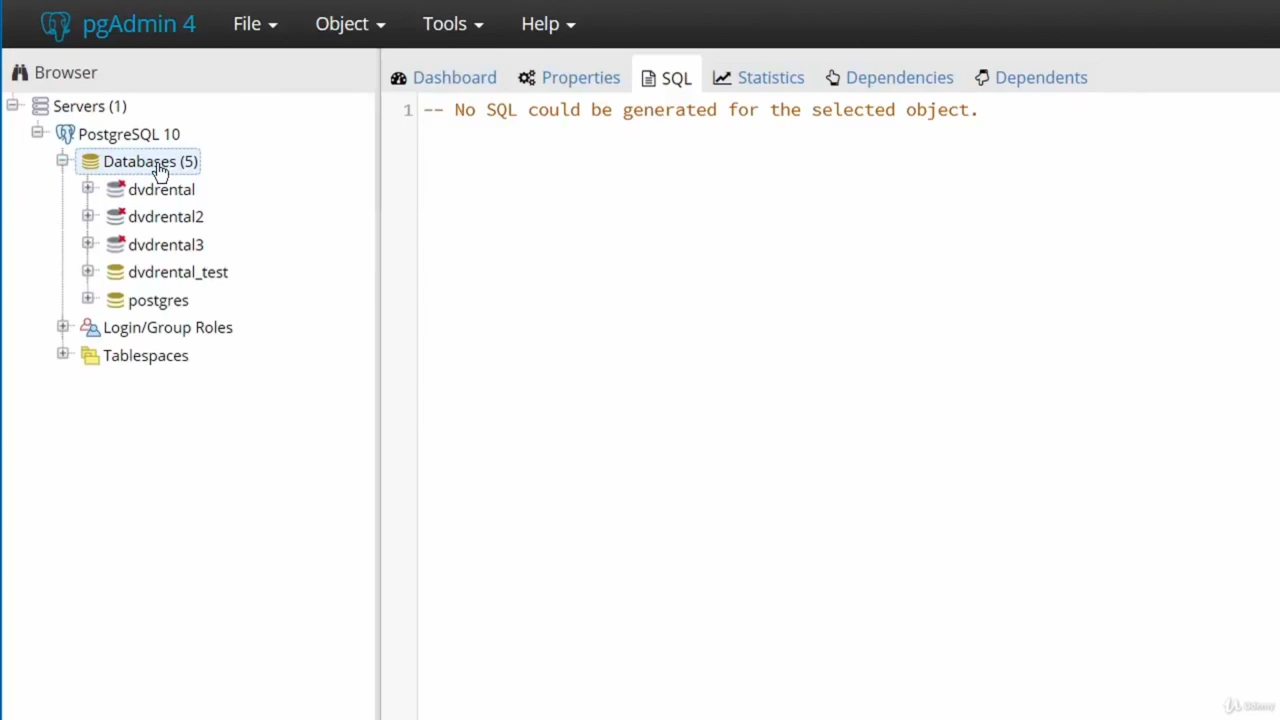 pgAdmin 4 File Object Tools Help
Browser
Dashboard Properties SQL Statistics Dependencies Dependents
Servers (1)
1 -- No SQL could be generated for the selected object.
PostgreSQL 10
Databases (5)
dvdrental
dvdrental2
dvdrental3
dvdrental_test
postgres
Login/Group Roles
Tablespaces
Udemy